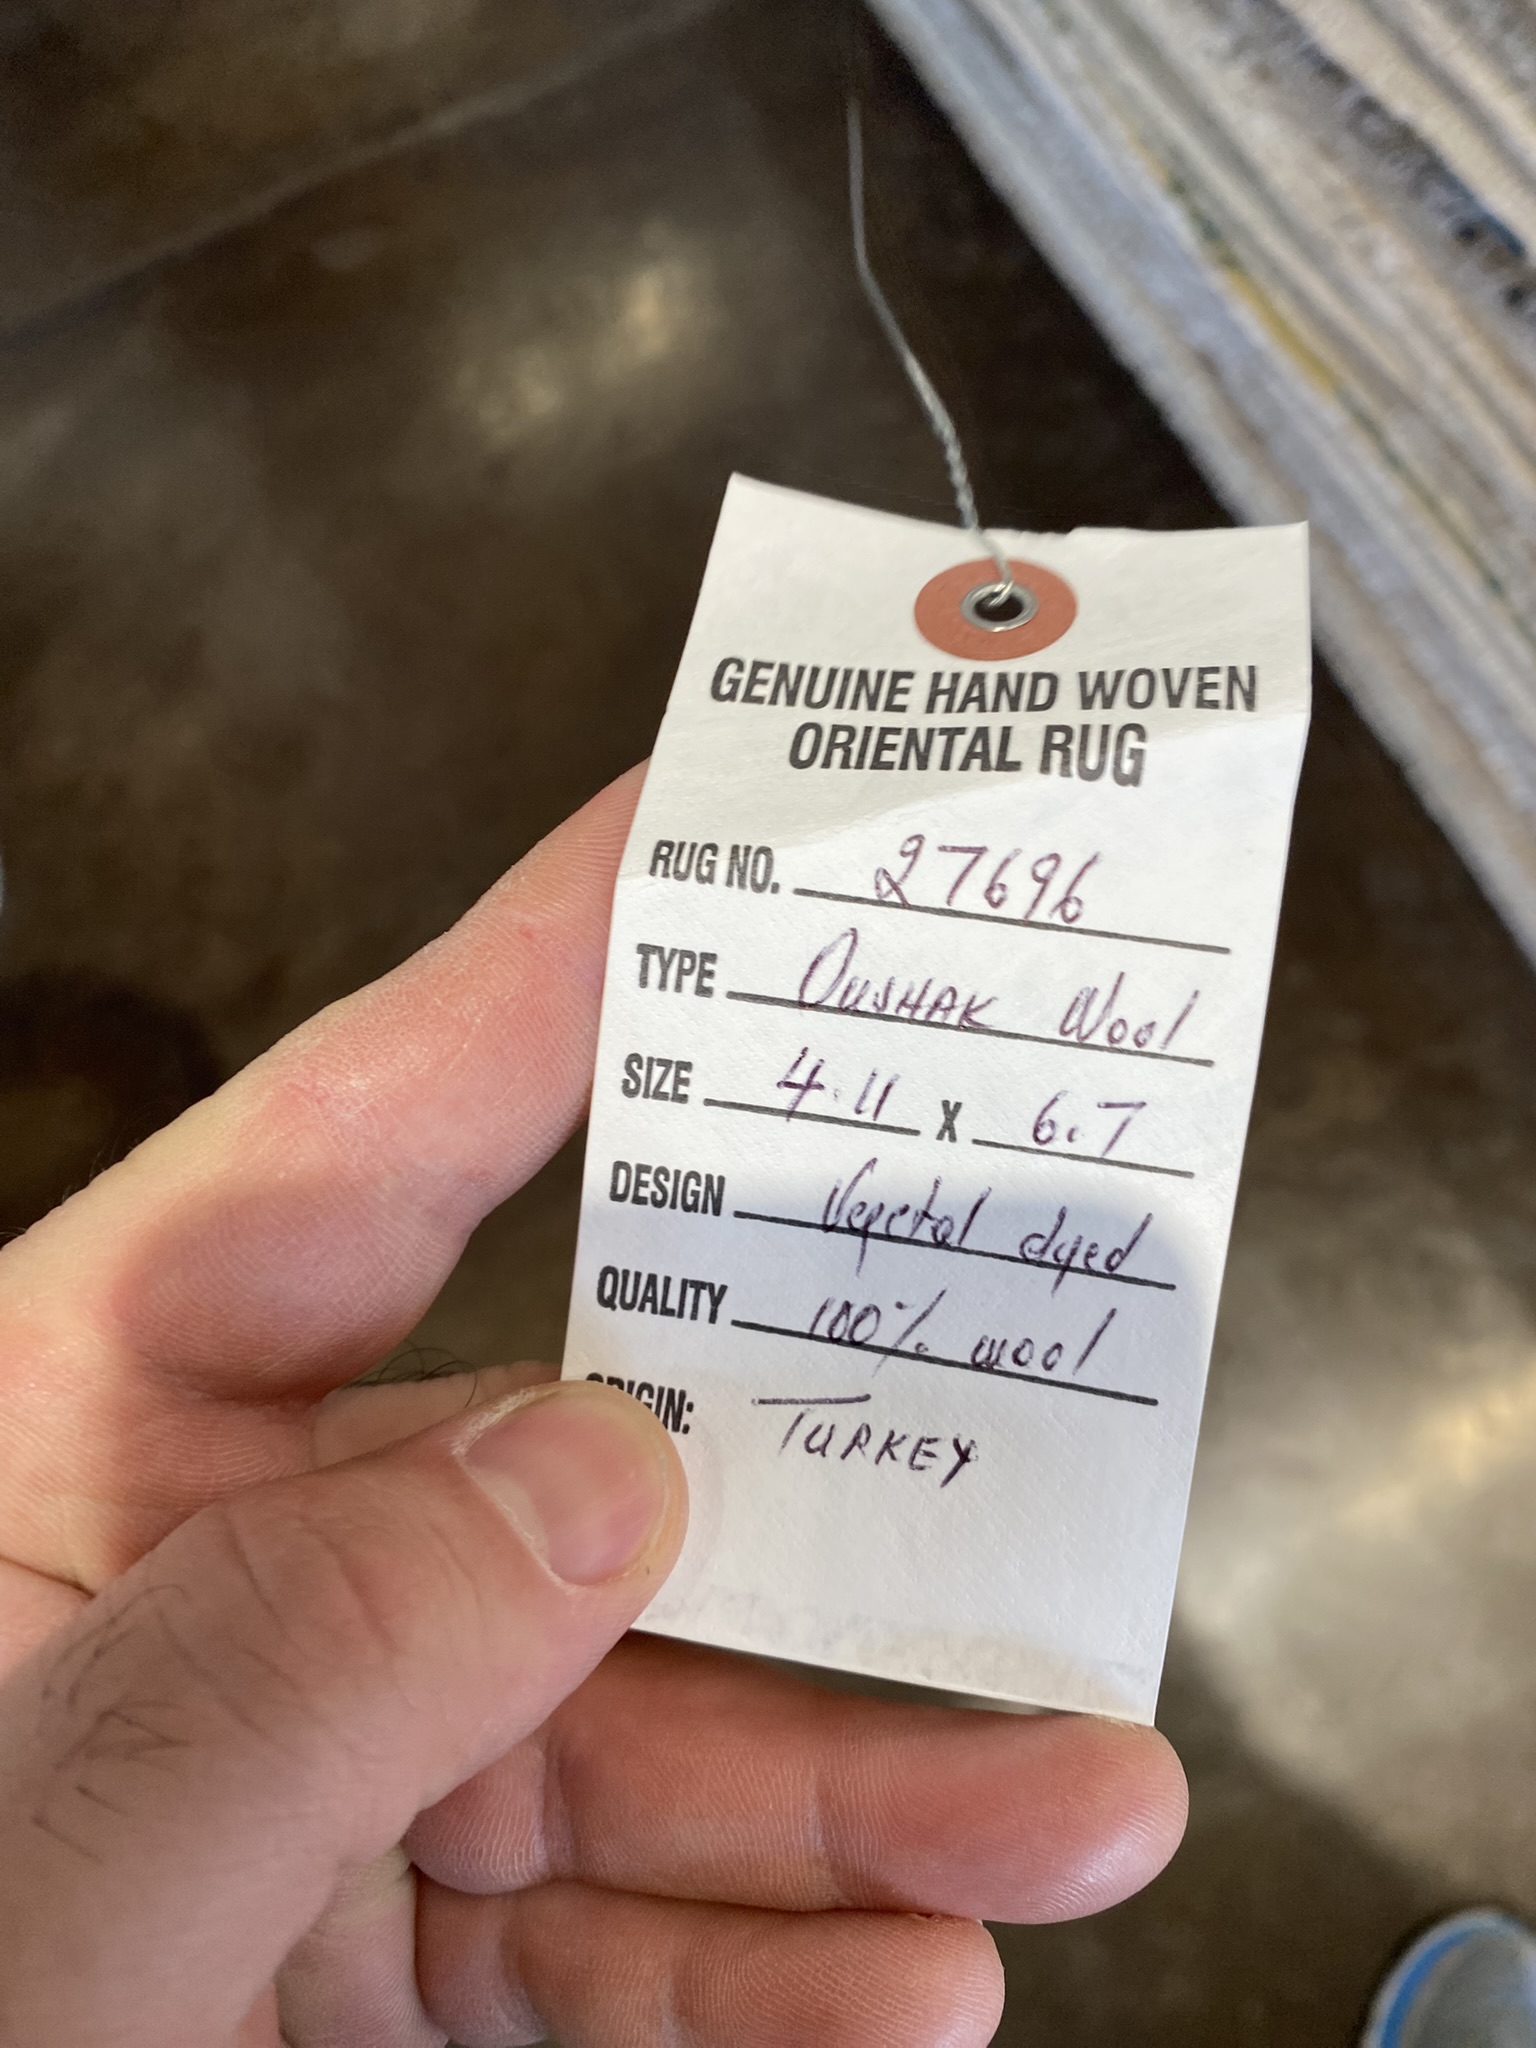 GENUINE HAND WOVEN
ORIENTAL RUG
RUG NO. 27696
TYPE Oushak Wool
SIZE 4.11 X 6.7
DESIGN Vegetal dyed
QUALITY 100% wool
ORIGIN: TURKEY